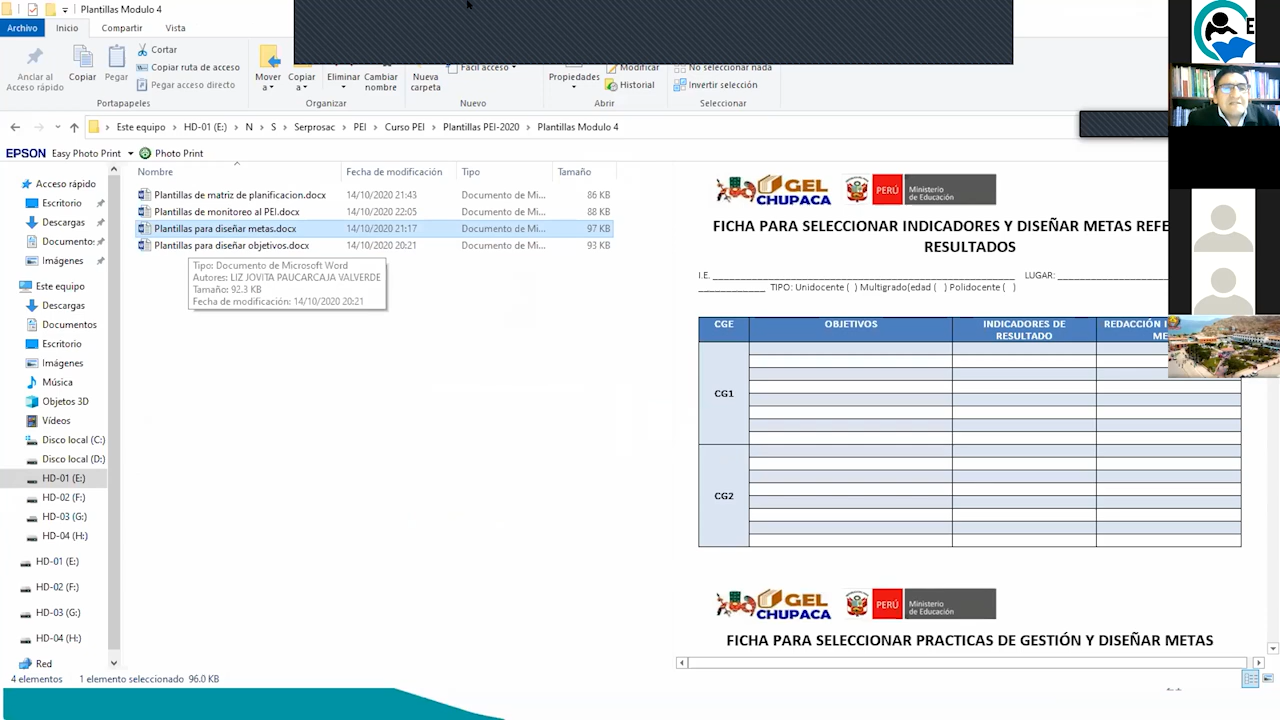 Plantillas Modulo 4
Archivo
Inicio
Compartir
Vista
Anclar al
Acceso rápido
Copiar
Pegar
Cortar
Copiar ruta de acceso
Pegar acceso directo
Portapapeles
Mover
a
Copiar
a
Eliminar
Cambiar
nombre
Organizar
Nueva
carpeta
Fácil acceso
Nuevo
Propiedades
Modificar
Historial
Abrir
No seleccionar nada
Invertir selección
Seleccionar
Este equipo > HD-01 (E:) > N > S > Serprosac > PEI > Curso PEI > Plantillas PEI-2020 > Plantillas Modulo 4
EPSON Easy Photo Print Photo Print
Nombre Fecha de modificación Tipo Tamaño
Plantillas de matriz de planificacion.docx 14/10/2020 21:43 Documento de Mi... 86 KB
Plantillas de monitoreo al PEI.docx 14/10/2020 22:05 Documento de Mi... 88 KB
Plantillas para diseñar metas.docx 14/10/2020 21:17 Documento de Mi... 97 KB
Plantillas para diseñar objetivos.docx 14/10/2020 20:21 Documento de Mi... 93 KB
Tipo: Documento de Microsoft Word
Autores: LIZ JOVITA PAUCARCAJA VALVERDE
Tamaño: 92.3 KB
Fecha de modificación: 14/10/2020 20:21
Acceso rápido
Escritorio
Descargas
Documento:
Imágenes
Este equipo
Descargas
Documentos
Escritorio
Imágenes
Música
Objetos 3D
Vídeos
Disco local (C:)
Disco local (D:)
HD-01 (E:)
HD-02 (F:)
HD-03 (G:)
HD-04 (H:)
HD-01 (E:)
HD-02 (F:)
HD-03 (G:)
HD-04 (H:)
Red
4 elementos 1 elemento seleccionado 96.0 KB
GEL
CHUPACA
PERÚ
Ministerio
de Educación
FICHA PARA SELECCIONAR INDICADORES Y DISEÑAR METAS REFE
RESULTADOS
I.E. LUGAR:
TIPO: Unidocente ( ) Multigrado(edad ( ) Polidocente ( )
CGE OBJETIVOS INDICADORES DE RESULTADO REDACCIÓN
ME
CG1
CG2
GEL
CHUPACA
PERÚ
Ministerio
de Educación
FICHA PARA SELECCIONAR PRACTICAS DE GESTIÓN Y DISEÑAR METAS
E